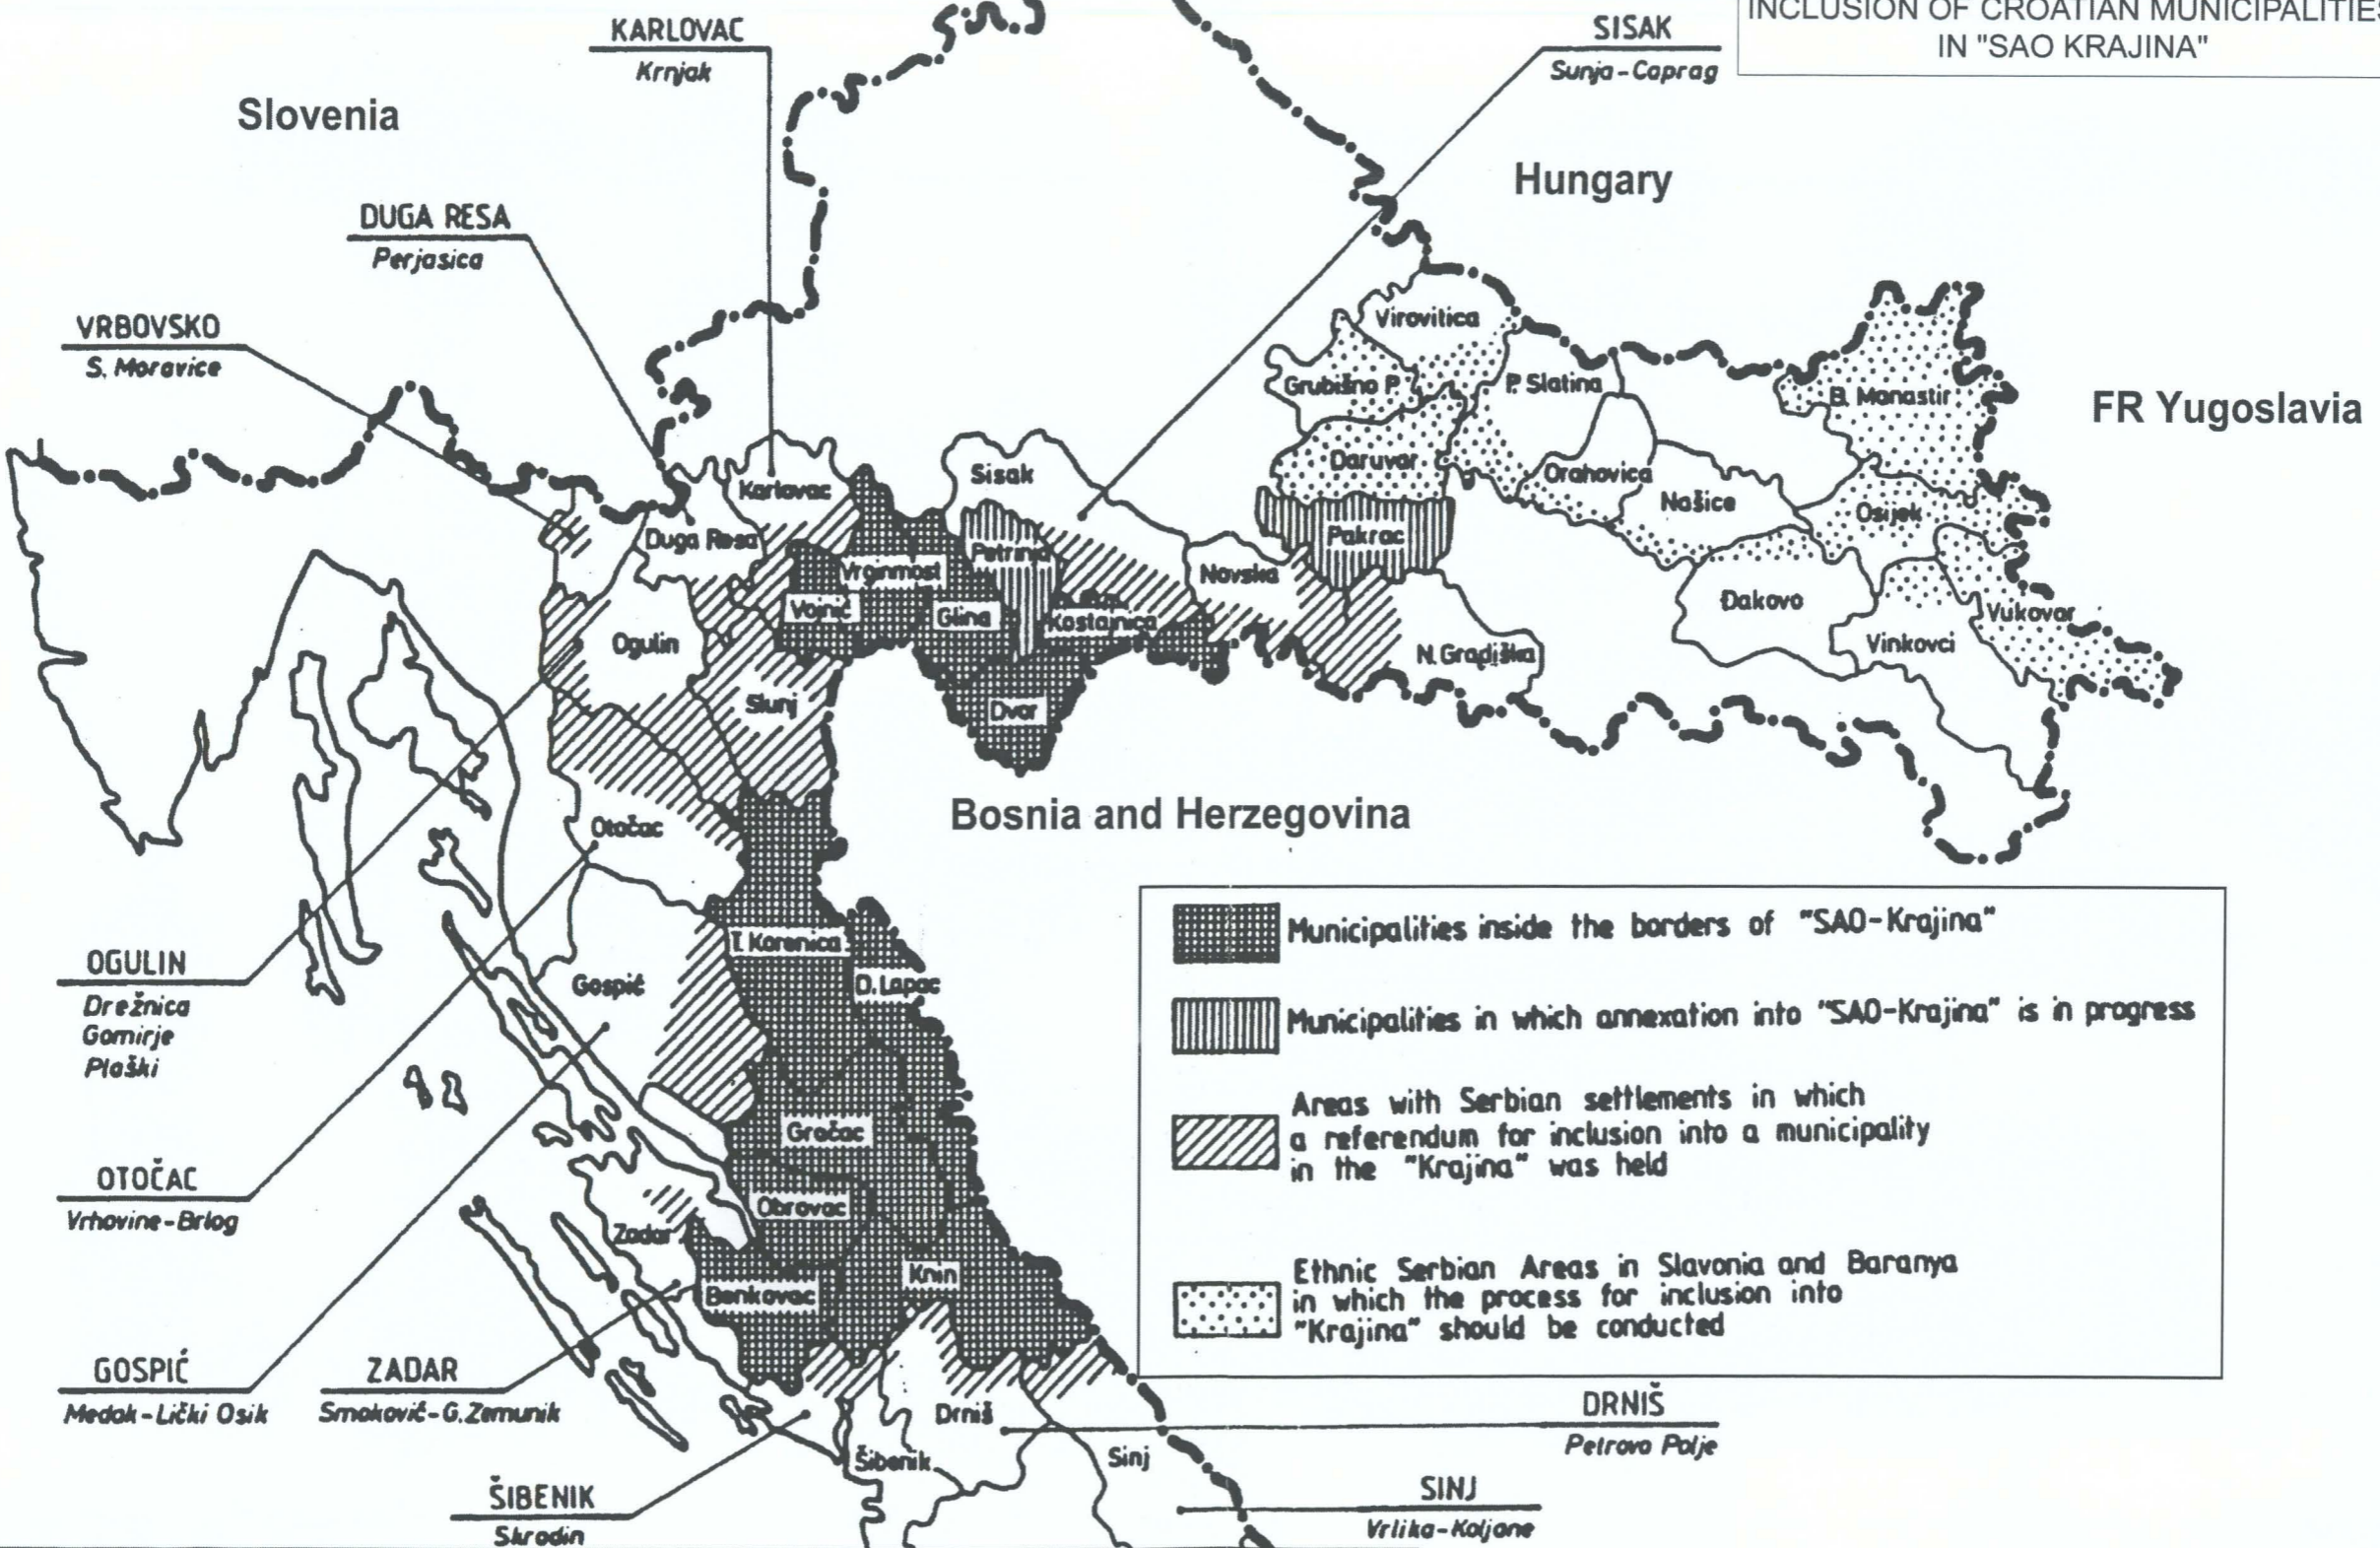 INCLUSION OF CROATIAN MUNICIPALITIES
IN "SAO KRAJINA"
KARLOVAC
Krnjak
SISAK
Sunja-Caprag
Slovenia
Hungary
DUGA RESA
Perjasica
VRBOVSKO
S. Moravice
FR Yugoslavia
Virovitica
Grubišno P.
P. Slatina
B. Manastir
Daruvar
Orahovica
Našice
Osijek
Pakrac
Karlovac
Sisak
Duga Resa
Petrinja
Vrginmost
Novska
Vojnić
Glina
Kostajnica
Đakovo
Vukovar
Vinkovci
Ogulin
N. Gradiška
Slunj
Dvor
Otočac
Bosnia and Herzegovina
T. Korenica
D. Lapac
Gospić
Gračac
Obrovac
Zadar
Knin
Benkovac
Drniš
Šibenik
Sinj
OGULIN
Drežnica
Gomirje
Plaški
OTOČAC
Vrhovine-Brlog
GOSPIĆ
Medak-Lički Osik
ZADAR
Smoković-G.Zemunik
ŠIBENIK
Skrodin
DRNIŠ
Petrovo Polje
SINJ
Vrlika-Koljane
Municipalities inside the borders of "SAO-Krajina"
Municipalities in which annexation into "SAO-Krajina" is in progress
Areas with Serbian settlements in which
a referendum for inclusion into a municipality
in the "Krajina" was held
Ethnic Serbian Areas in Slavonia and Baranya
in which the process for inclusion into
"Krajina" should be conducted